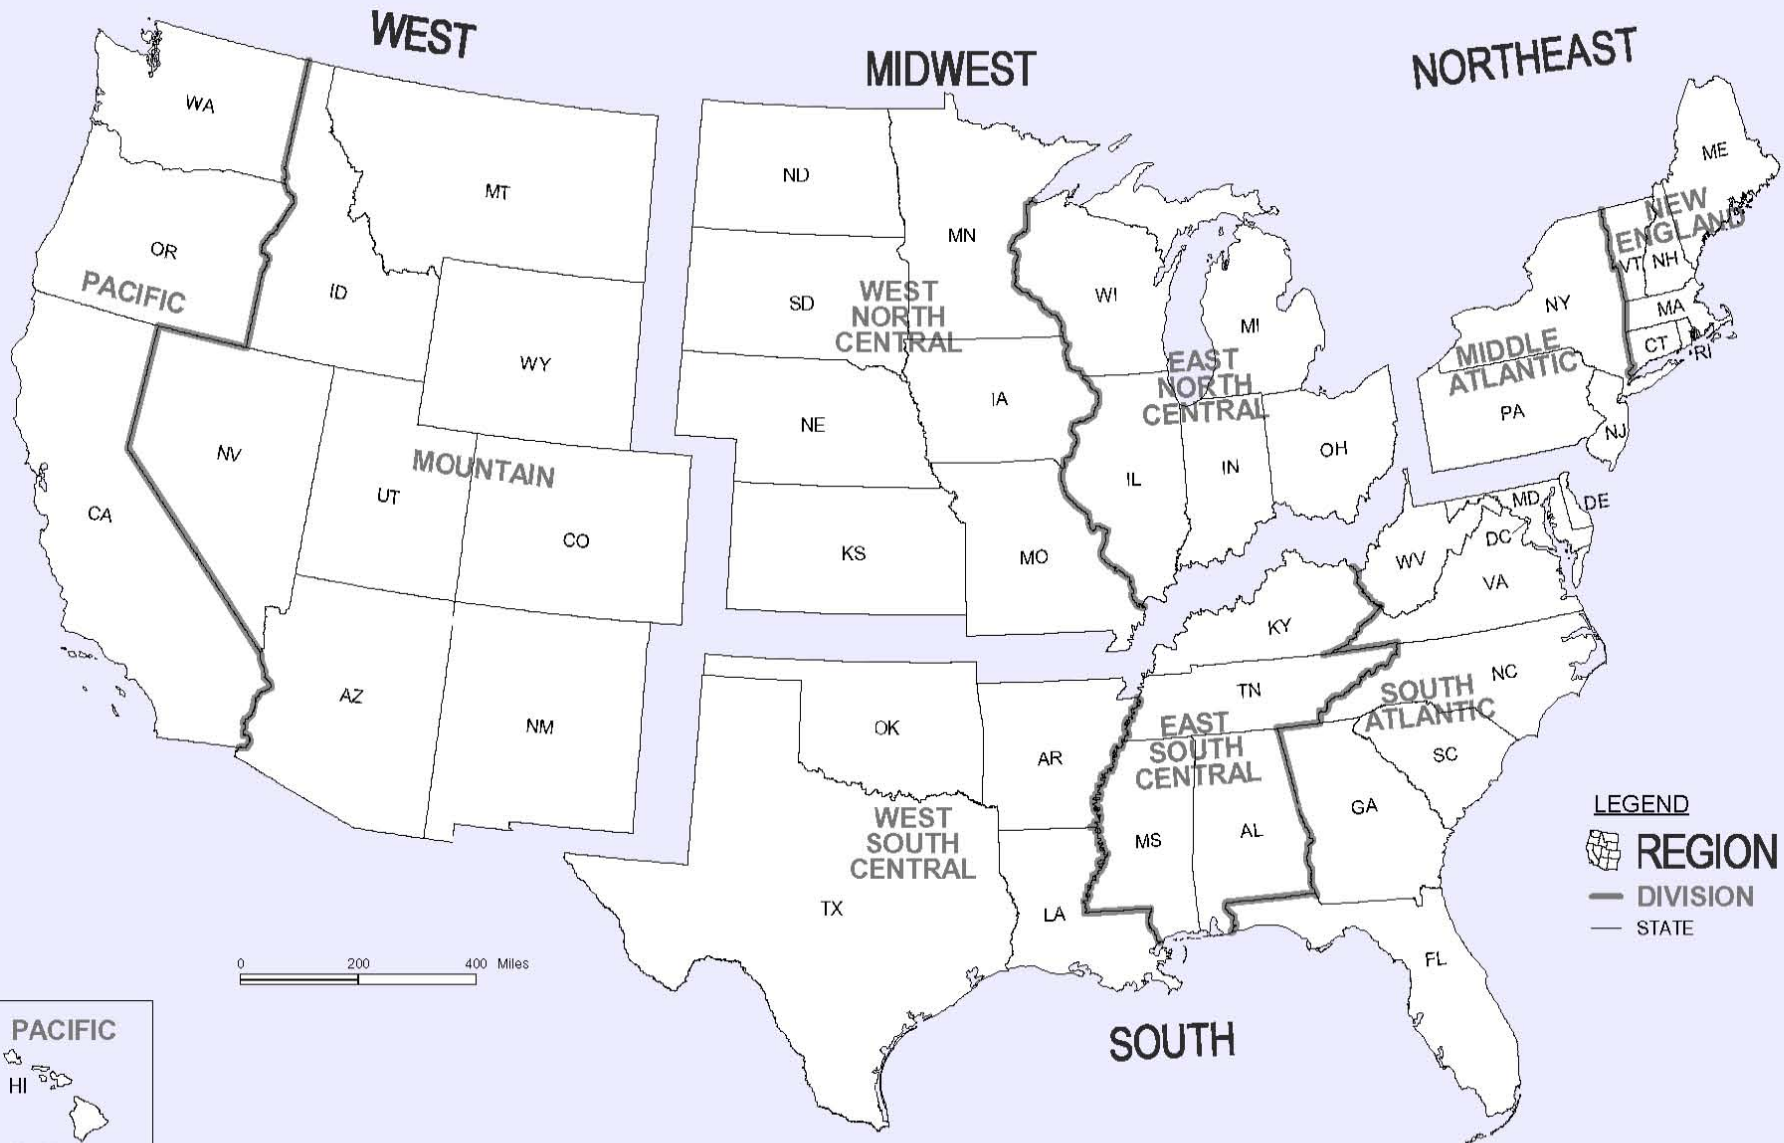 WEST
MIDWEST
NORTHEAST
WA
MT
OR
PACIFIC
ID
WY
NV
MOUNTAIN
UT
CO
CA
AZ
NM
ND
MN
SD
WEST
NORTH
CENTRAL
WI
MI
IA
NE
EAST
NORTH
CENTRAL
IL
IN
OH
KS
MO
ME
NEW
ENGLAND
VT
NH
NY
MA
CT
RI
MIDDLE
ATLANTIC
PA
NJ
MD
DE
DC
WV
VA
KY
TN
NC
SOUTH
ATLANTIC
SC
EAST
SOUTH
CENTRAL
OK
AR
WEST
SOUTH
CENTRAL
MS
AL
GA
TX
LA
FL
SOUTH
LEGEND
REGION
DIVISION
STATE
0 200 400 Miles
PACIFIC
HI